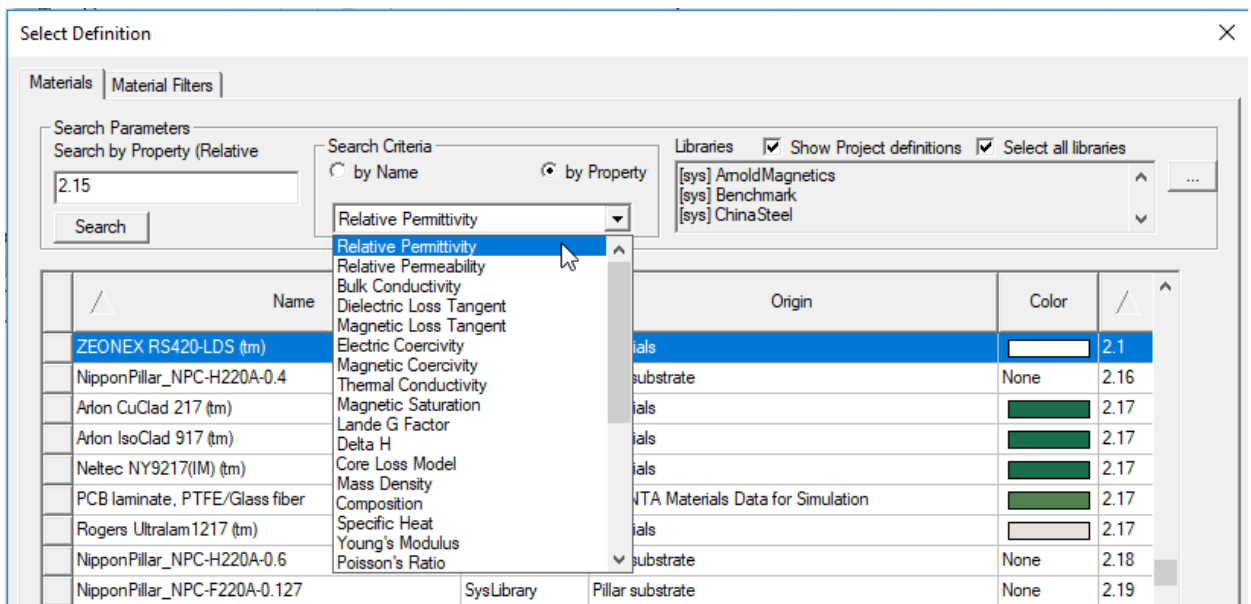 Select Definition
Materials
Material Filters
Search Parameters
Search by Property (Relative
2.15
Search
Search Criteria
by Name
by Property
Relative Permittivity
Relative Permittivity
Relative Permeability
Bulk Conductivity
Dielectric Loss Tangent
Magnetic Loss Tangent
Electric Coercivity
Magnetic Coercivity
Thermal Conductivity
Magnetic Saturation
Lande G Factor
Delta H
Core Loss Model
Mass Density
Composition
Specific Heat
Young's Modulus
Poisson's Ratio
Libraries
Show Project definitions
Select all libraries
[sys] ArnoldMagnetics
[sys] Benchmark
[sys] ChinaSteel
...
Name Origin Color
ZEONEX RS420-LDS (tm) ials 2.1
NipponPillar_NPC-H220A-0.4 substrate None 2.16
Arlon CuClad 217 (tm) ials 2.17
Arlon IsoClad 917 (tm) ials 2.17
Neltec NY9217(IM) (tm) ials 2.17
PCB laminate, PTFE/Glass fiber NTA Materials Data for Simulation 2.17
Rogers Ultralam1217 (tm) ials 2.17
NipponPillar_NPC-H220A-0.6 substrate None 2.18
NipponPillar_NPC-F220A-0.127 SysLibrary Pillar substrate None 2.19